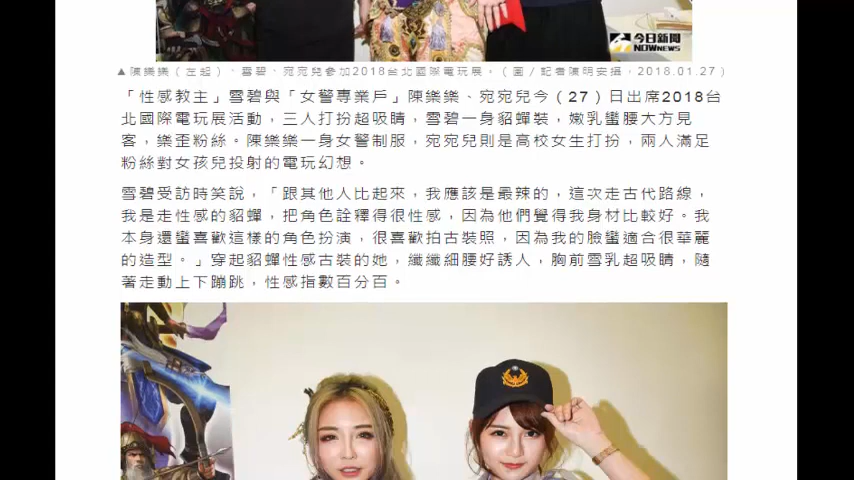 今日新聞
NOWNEWS
▲陳樂樂（左起）、雪碧、宛宛兒參加2018台北國際電玩展。（圖／記者陳明安攝，2018.01.27）
「性感教主」雪碧與「女警專業戶」陳樂樂、宛宛兒今（27）日出席2018台
北國際電玩展活動，三人打扮超吸睛，雪碧一身貂蟬裝，嫩乳蠻腰大方見
客，樂歪粉絲。陳樂樂一身女警制服，宛宛兒則是高校女生打扮，兩人滿足
粉絲對女孩兒投射的電玩幻想。
雪碧受訪時笑說，「跟其他人比起來，我應該是最辣的，這次走古代路線，
我是走性感的貂蟬，把角色詮釋得很性感，因為他們覺得我身材比較好。我
本身還蠻喜歡這樣的角色扮演，很喜歡拍古裝照，因為我的臉蠻適合很華麗
的造型。」穿起貂蟬性感古裝的她，纖纖細腰好誘人，胸前雪乳超吸睛，隨
著走動上下蹦跳，性感指數百分百。